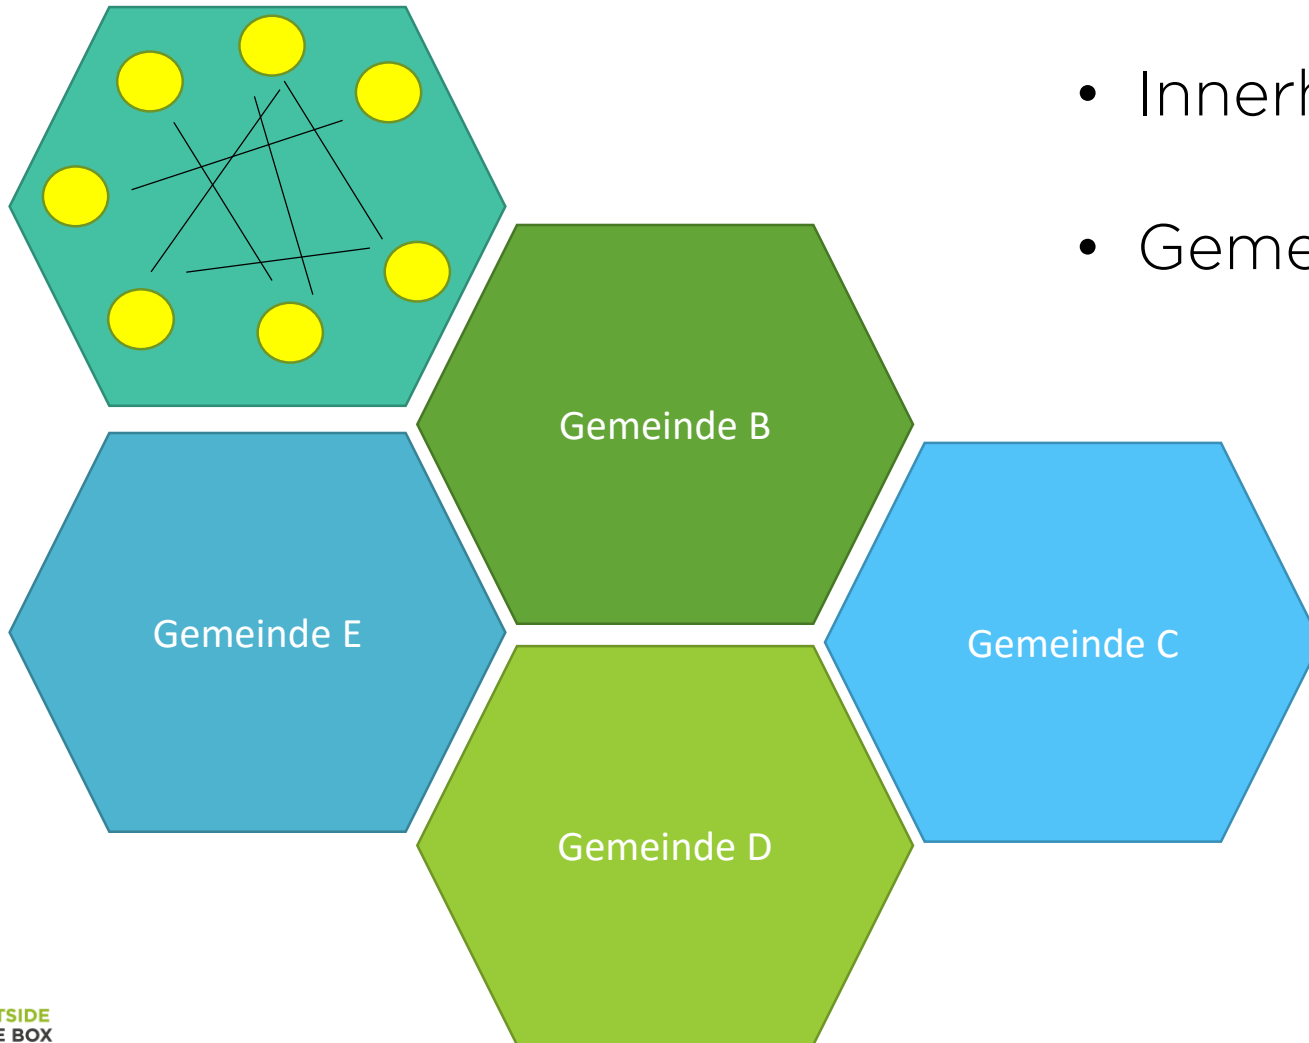 • Innerh
• Geme
Gemeinde B
Gemeinde E
Gemeinde C
Gemeinde D
TSIDE
E BOX